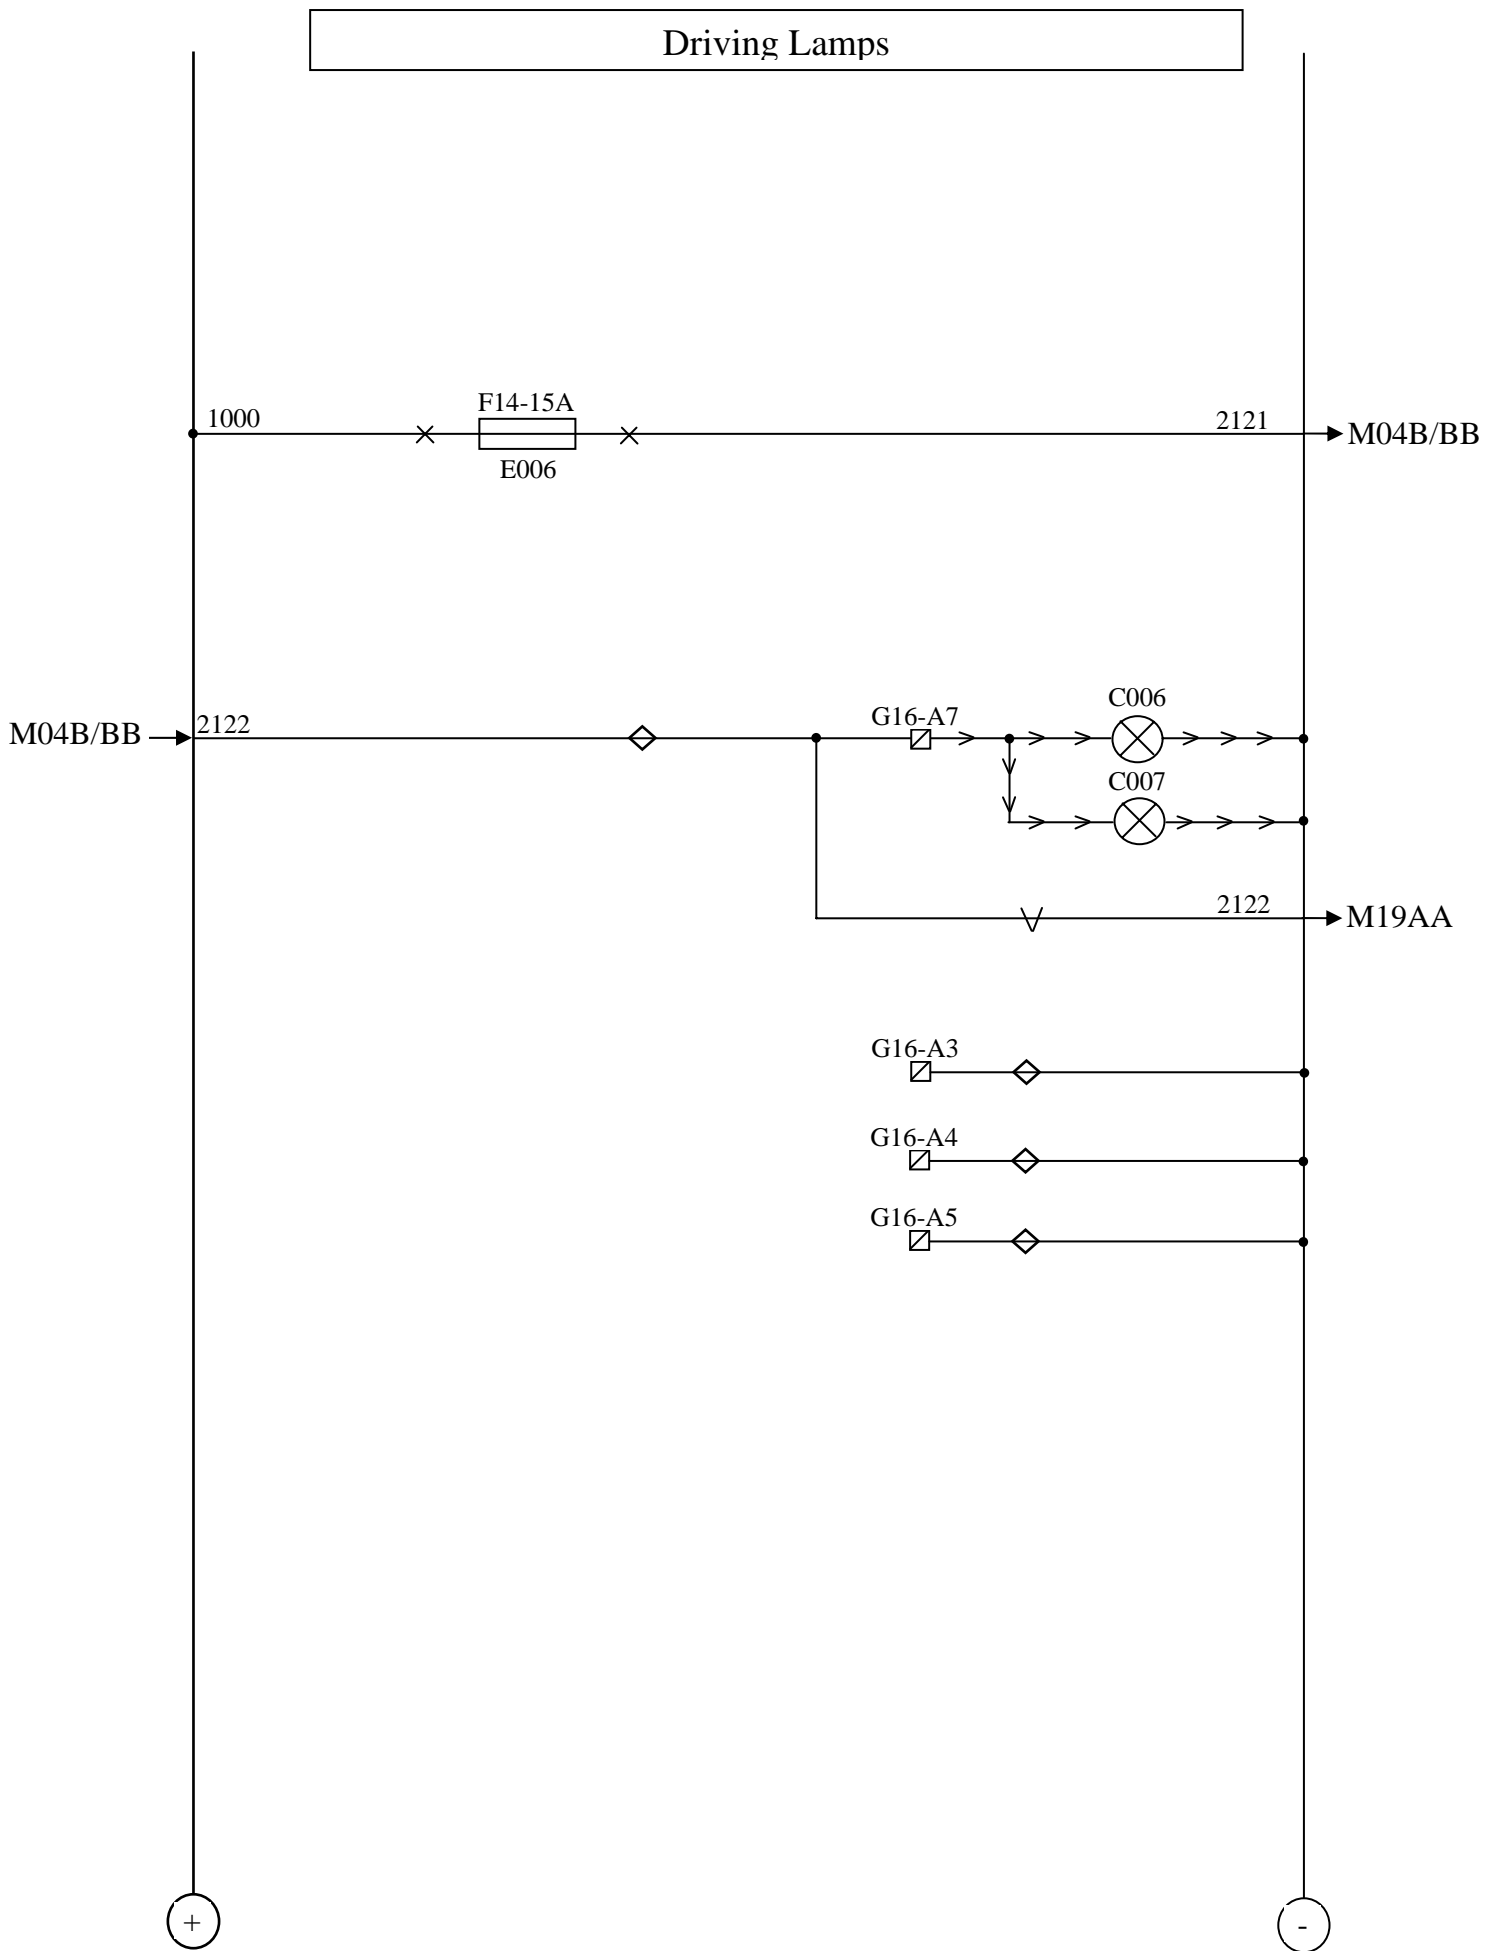 Driving Lamps
F14-15A
1000
2121
M04B/BB
E006
C006
G16-A7
M04B/BB
2122
C007
2122
M19AA
G16-A3
G16-A4
G16-A5
+
-